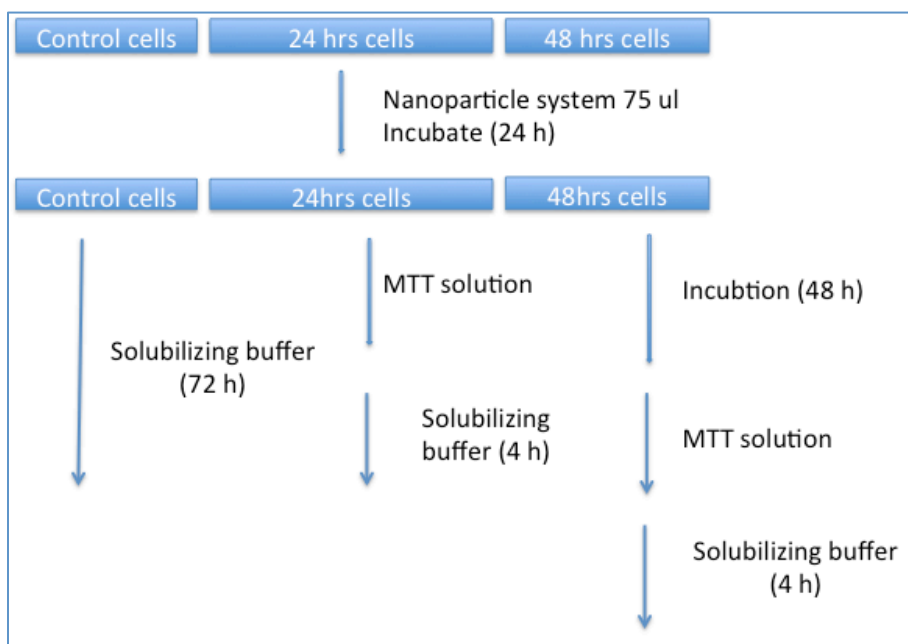 Control cells
24 hrs cells
48 hrs cells
Nanoparticle system 75 ul
Incubate (24 h)
Control cells
24hrs cells
48hrs cells
MTT solution
Incubtion (48 h)
Solubilizing buffer
(72 h)
Solubilizing
buffer (4 h)
MTT solution
Solubilizing buffer
(4 h)